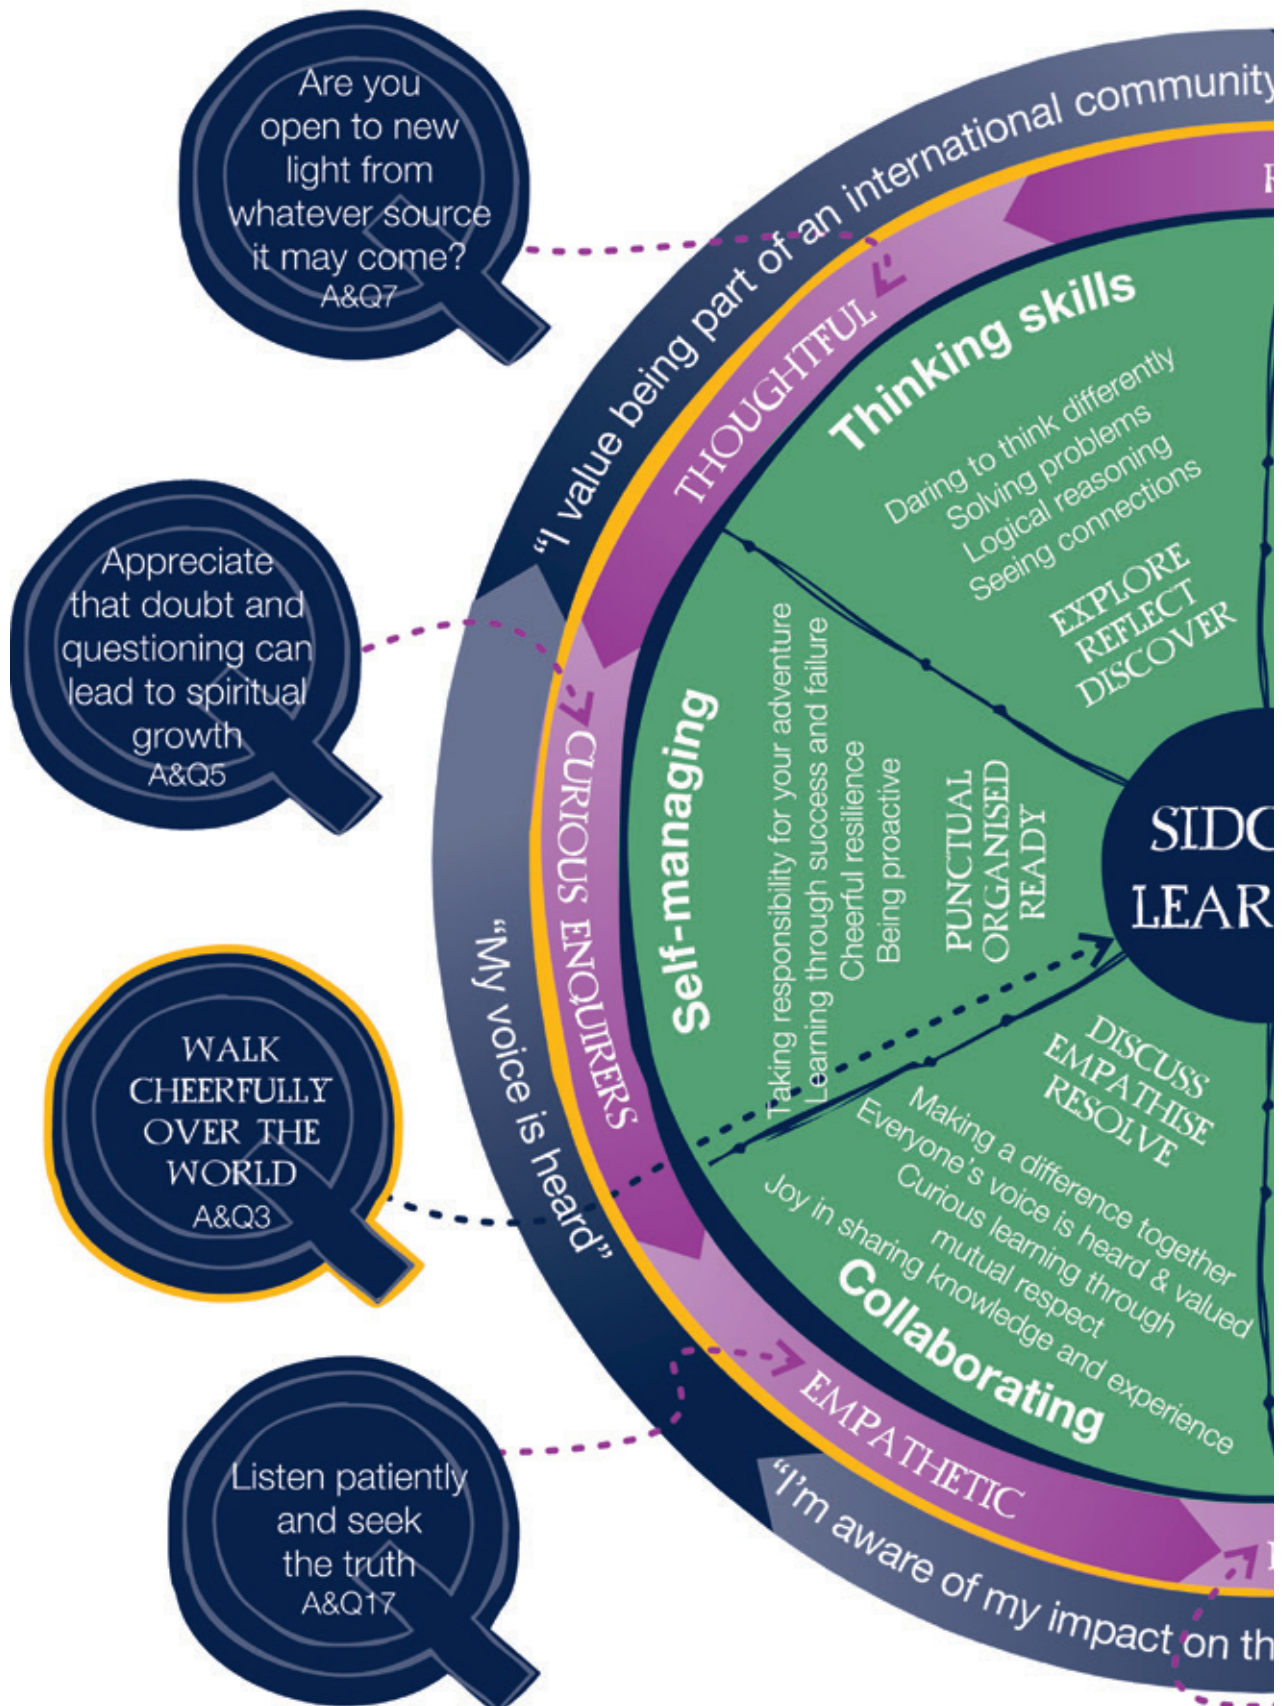 Are you
open to new
light from
whatever source
it may come?
A&Q7
Appreciate
that doubt and
questioning can
lead to spiritual
growth
A&Q5
WALK
CHEERFULLY
OVER THE
WORLD
A&Q3
Listen patiently
and seek
the truth
A&Q17
“I value being part of an international community
“My voice is heard”
“I’m aware of my impact on th
THOUGHTFUL
CURIOUS ENQUIRERS
EMPATHETIC
Thinking skills
Daring to think differently
Solving problems
Logical reasoning
Seeing connections
EXPLORE
REFLECT
DISCOVER
Self-managing
Taking responsibility for your adventure
Learning through success and failure
Cheerful resilience
Being proactive
PUNCTUAL
ORGANISED
READY
DISCUSS
EMPATHISE
RESOLVE
Making a difference together
Everyone’s voice is heard & valued
Curious learning through
mutual respect
Joy in sharing knowledge and experience
Collaborating
SIDC
LEAR